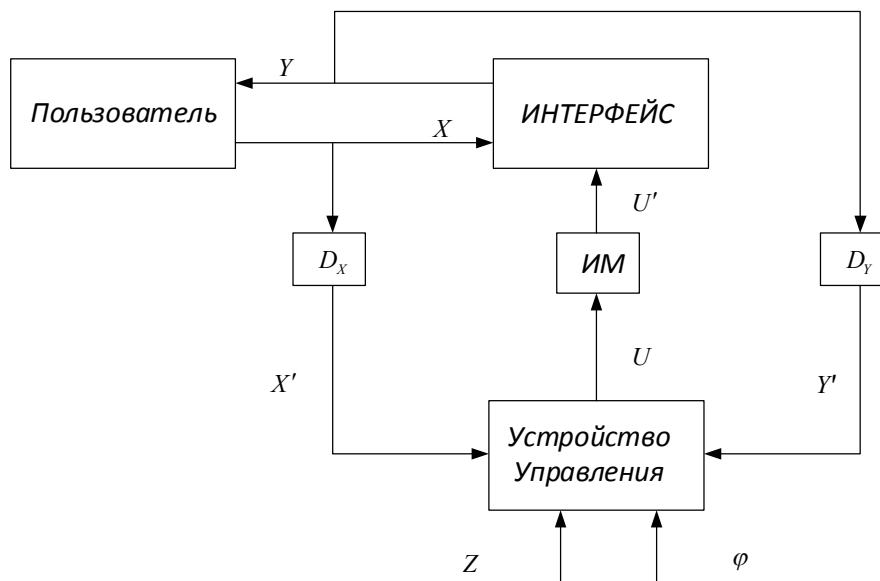 Y
Пользователь
ИНТЕРФЕЙС
X
U'
D_X
ИМ
D_Y
U
X'
Y'
Устройство
Управления
Z
φ